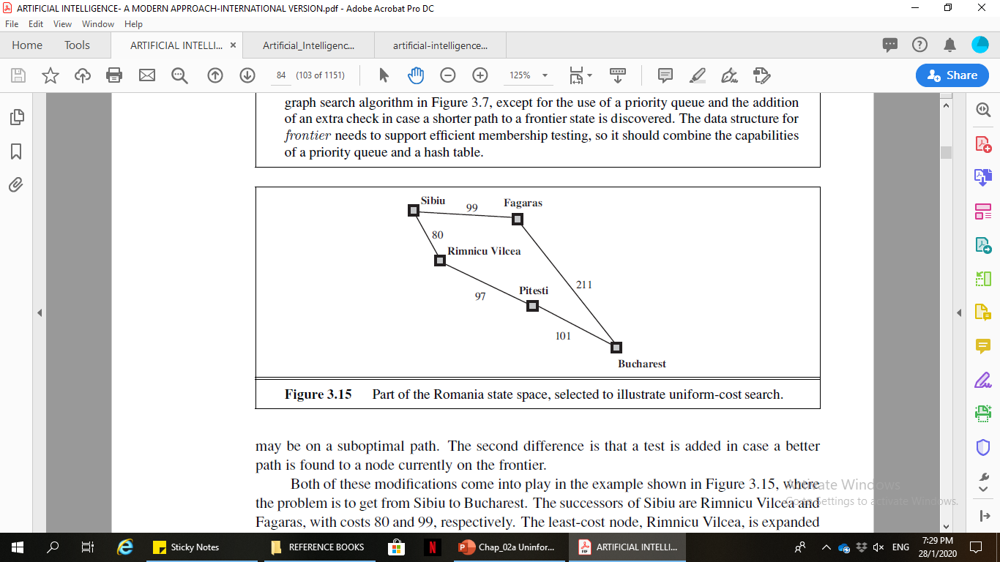 ARTIFICIAL INTELLIGENCE- A MODERN APPROACH-INTERNATIONAL VERSION.pdf - Adobe Acrobat Pro DC
File Edit View Window Help
Home Tools ARTIFICIAL INTELLI... × Artificial_Intelligenc... artificial-intelligence...
84 (103 of 1151) 125% Share
graph search algorithm in Figure 3.7, except for the use of a priority queue and the addition
of an extra check in case a shorter path to a frontier state is discovered. The data structure for
frontier needs to support efficient membership testing, so it should combine the capabilities
of a priority queue and a hash table.
Sibiu
99
Fagaras
80
Rimnicu Vilcea
211
Pitesti
97
101
Bucharest
Figure 3.15 Part of the Romania state space, selected to illustrate uniform-cost search.
may be on a suboptimal path. The second difference is that a test is added in case a better
path is found to a node currently on the frontier.
Both of these modifications come into play in the example shown in Figure 3.15, where
the problem is to get from Sibiu to Bucharest. The successors of Sibiu are Rimnicu Vilcea and
Fagaras, with costs 80 and 99, respectively. The least-cost node, Rimnicu Vilcea, is expanded
Activate Windows
Go to Settings to activate Windows.
Sticky Notes REFERENCE BOOKS N Chap_02a Uninfor... ARTIFICIAL INTELLI... ENG 7:29 PM
28/1/2020